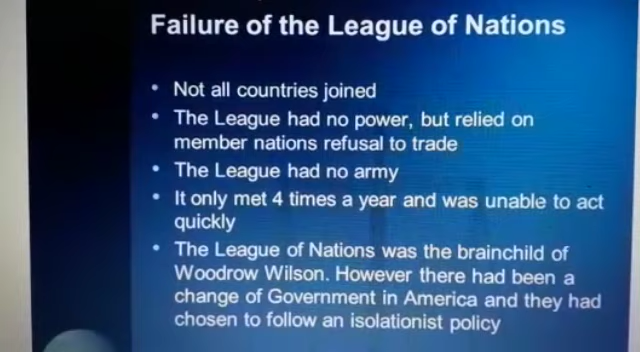 Failure of the League of Nations
• Not all countries joined
• The League had no power, but relied on
member nations refusal to trade
• The League had no army
• It only met 4 times a year and was unable to act
quickly
• The League of Nations was the brainchild of
Woodrow Wilson. However there had been a
change of Government in America and they had
chosen to follow an isolationist policy